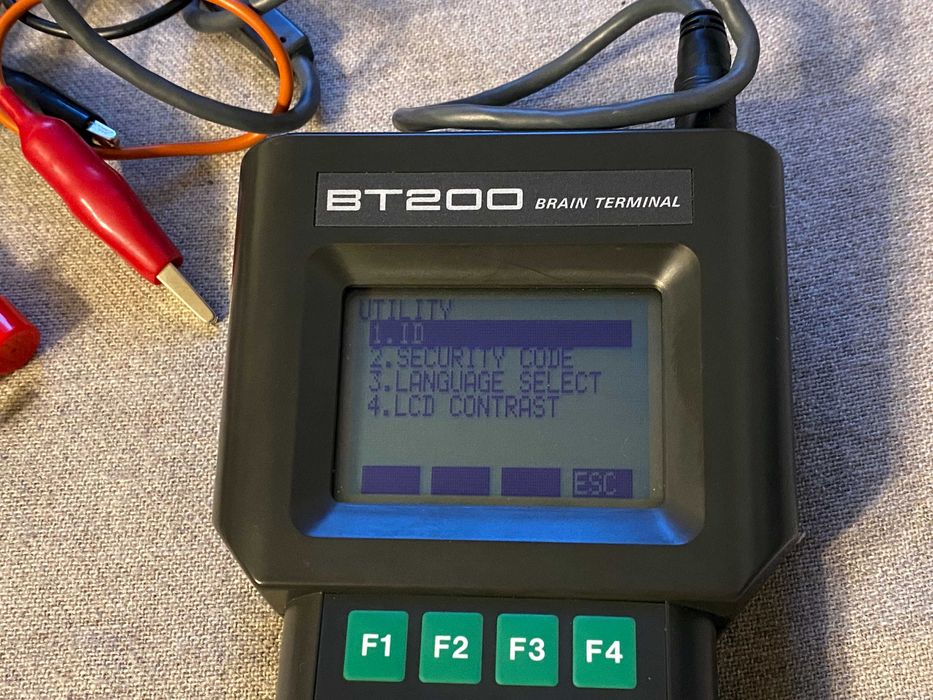 BT200 BRAIN TERMINAL
UTILITY
1.ID
2.SECURITY CODE
3.LANGUAGE SELECT
4.LCD CONTRAST
ESC
F1 F2 F3 F4